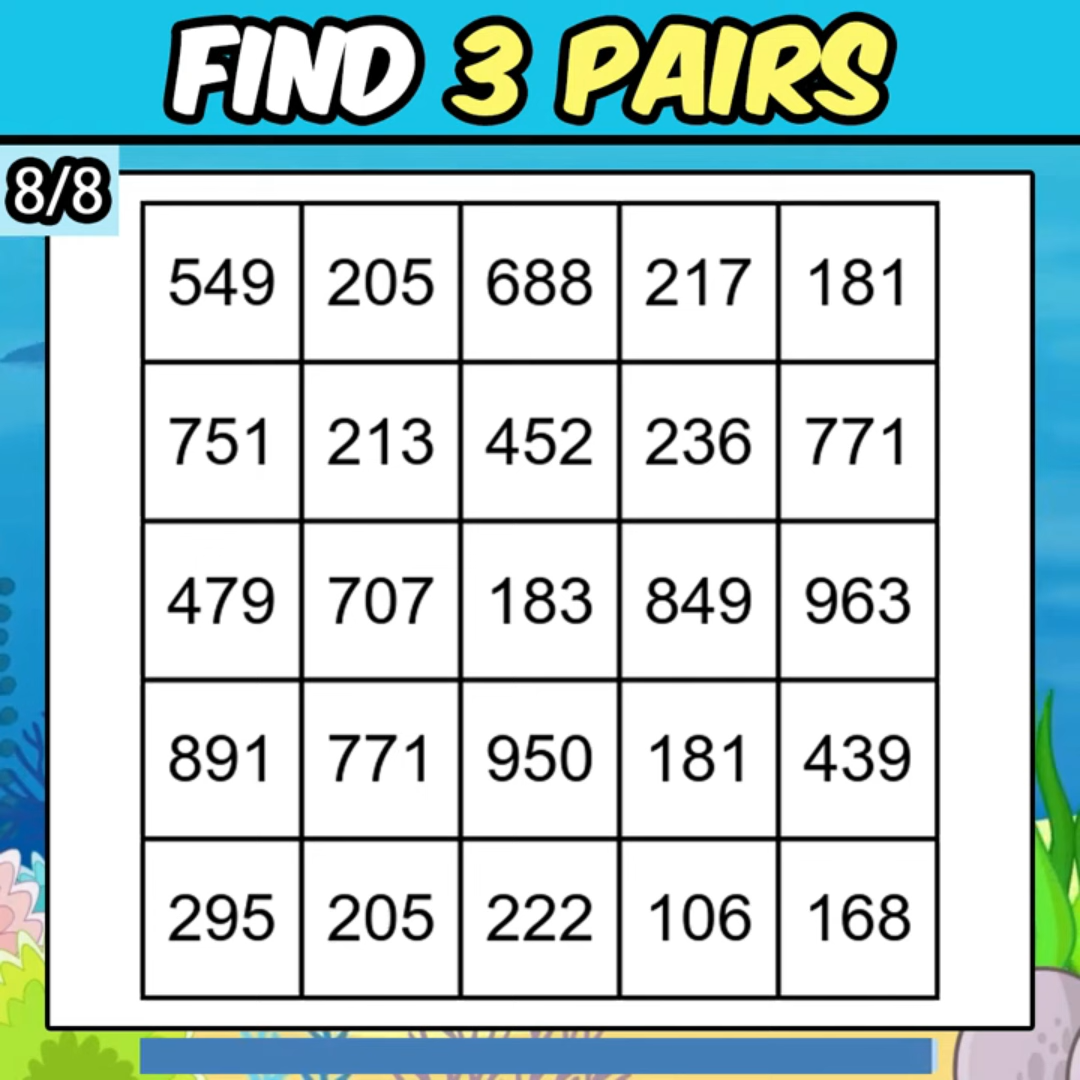 FIND 3 PAIRS
8/8
549 205 688 217 181
751 213 452 236 771
479 707 183 849 963
891 771 950 181 439
295 205 222 106 168